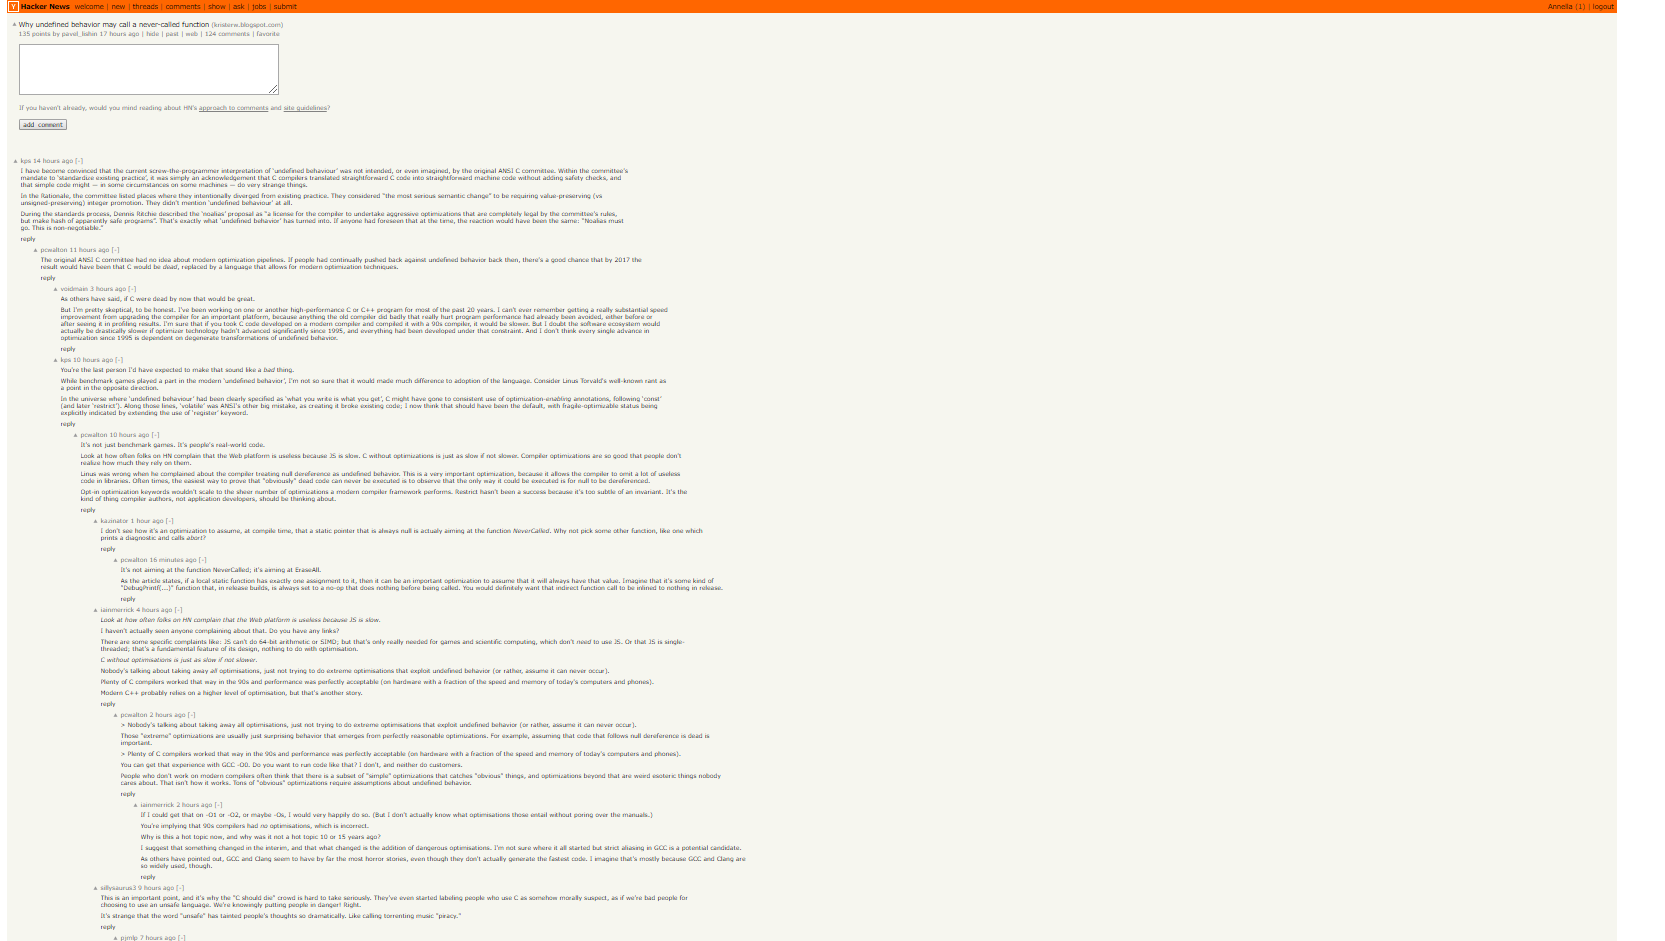 Y Hacker News welcome | new | threads | comments | show | ask | jobs | submit Annella (1) | logout
Why undefined behavior may call a never-called function (kristerw.blogspot.com)
135 points by pavel_lishin 17 hours ago | hide | past | web | 124 comments | favorite
If you haven't already, would you mind reading about HN's approach to comments and site guidelines?
add comment
kps 14 hours ago [-]
I have become convinced that the current screw-the-programmer interpretation of 'undefined behaviour' was not intended, or even imagined, by the original ANSI C committee. Within the committee's
mandate to 'standardize existing practice', it was simply an acknowledgement that C compilers translated straightforward C code into straightforward machine code without adding safety checks, and
that simple code might — in some circumstances on some machines — do very strange things.
In the Rationale, the committee listed places where they intentionally diverged from existing practice. They considered "the most serious semantic change" to be requiring value-preserving (vs
unsigned-preserving) integer promotion. They didn't mention 'undefined behaviour' at all.
During the standards process, Dennis Ritchie described the 'noalias' proposal as "a license for the compiler to undertake aggressive optimizations that are completely legal by the committee's rules,
but make hash of apparently safe programs". That's exactly what 'undefined behavior' has turned into. If anyone had foreseen that at the time, the reaction would have been the same: "Noalias must
go. This is non-negotiable."
reply
pcwalton 11 hours ago [-]
The original ANSI C committee had no idea about modern optimization pipelines. If people had continually pushed back against undefined behavior back then, there's a good chance that by 2017 the
result would have been that C would be dead, replaced by a language that allows for modern optimization techniques.
reply
voidmain 3 hours ago [-]
As others have said, if C were dead by now that would be great.
But I'm pretty skeptical, to be honest. I've been working on one or another high-performance C or C++ program for most of the past 20 years. I can't ever remember getting a really substantial speed
improvement from upgrading the compiler for an important platform, because anything the old compiler did badly that really hurt program performance had already been avoided, either before or
after seeing it in profiling results. I'm sure that if you took C code developed on a modern compiler and compiled it with a 90s compiler, it would be slower. But I doubt the software ecosystem would
actually be drastically slower if optimizer technology hadn't advanced significantly since 1995, and everything had been developed under that constraint. And I don't think every single advance in
optimization since 1995 is dependent on degenerate transformations of undefined behavior.
reply
kps 10 hours ago [-]
You're the last person I'd have expected to make that sound like a bad thing.
While benchmark games played a part in the modern 'undefined behavior', I'm not so sure that it would made much difference to adoption of the language. Consider Linus Torvald's well-known rant as
a point in the opposite direction.
In the universe where 'undefined behaviour' had been clearly specified as 'what you write is what you get', C might have gone to consistent use of optimization-enabling annotations, following 'const'
(and later 'restrict'). Along those lines, 'volatile' was ANSI's other big mistake, as creating it broke existing code; I now think that should have been the default, with fragile-optimizable status being
explicitly indicated by extending the use of 'register' keyword.
reply
pcwalton 10 hours ago [-]
It's not just benchmark games. It's people's real-world code.
Look at how often folks on HN complain that the Web platform is useless because JS is slow. C without optimizations is just as slow if not slower. Compiler optimizations are so good that people don't
realize how much they rely on them.
Linus was wrong when he complained about the compiler treating null dereference as undefined behavior. This is a very important optimization, because it allows the compiler to omit a lot of useless
code in libraries. Often times, the easiest way to prove that "obviously" dead code can never be executed is to observe that the only way it could be executed is for null to be dereferenced.
Opt-in optimization keywords wouldn't scale to the sheer number of optimizations a modern compiler framework performs. Restrict hasn't been a success because it's too subtle of an invariant. It's the
kind of thing compiler authors, not application developers, should be thinking about.
reply
1 hour ago [-]
I don't see how it's an optimization to assume, at compile time, that a static pointer that is always null is actualy aiming at the function NeverCalled. Why not pick some other function, like one which
prints a diagnostic and calls abort?
reply
pcwalton 16 minutes ago [-]
It's not aiming at the function NeverCalled; it's aiming at EraseAll.
As the article states, if a local static function has exactly one assignment to it, then it can be an important optimization to assume that it will always have that value. Imagine that it's some kind of
"DebugPrintf(...)" function that, in release builds, is always set to a no-op that does nothing before being called. You would definitely want that indirect function call to be inlined to nothing in release.
reply
iainmerrick 4 hours ago [-]
Look at how often folks on HN complain that the Web platform is useless because JS is slow.
I haven't actually seen anyone complaining about that. Do you have any links?
There are some specific complaints like: JS can't do 64-bit arithmetic or SIMD; but that's only really needed for games and scientific computing, which don't need to use JS. Or that JS is single-
threaded; that's a fundamental feature of its design, nothing to do with optimisation.
C without optimisations is just as slow if not slower.
Nobody's talking about taking away all optimisations, just not trying to do extreme optimisations that exploit undefined behavior (or rather, assume it can never occur).
Plenty of C compilers worked that way in the 90s and performance was perfectly acceptable (on hardware with a fraction of the speed and memory of today's computers and phones).
Modern C++ probably relies on a higher level of optimisation, but that's another story.
reply
pcwalton 2 hours ago [-]
> Nobody's talking about taking away all optimisations, just not trying to do extreme optimisations that exploit undefined behavior (or rather, assume it can never occur).
Those "extreme" optimizations are usually just surprising behavior that emerges from perfectly reasonable optimizations. For example, assuming that code that follows null dereference is dead is
important.
> Plenty of C compilers worked that way in the 90s and performance was perfectly acceptable (on hardware with a fraction of the speed and memory of today's computers and phones).
You can get that experience with GCC -O0. Do you want to run code like that? I don't, and neither do customers.
People who don't work on modern compilers often think that there is a subset of "simple" optimizations that catches "obvious" things, and optimizations beyond that are weird esoteric things nobody
cares about. That isn't how it works. Tons of "obvious" optimizations require assumptions about undefined behavior.
reply
iainmerrick 2 hours ago [-]
If I could get that on -O1 or -O2, or maybe -Os, I would very happily do so. (But I don't actually know what optimisations those entail without poring over the manuals.)
You're implying that 90s compilers had no optimisations, which is incorrect.
Why is this a hot topic now, and why was it not a hot topic 10 or 15 years ago?
I suggest that something changed in the interim, and that what changed is the addition of dangerous optimisations. I'm not sure where it all started but strict aliasing in GCC is a potential candidate.
As others have pointed out, GCC and Clang seem to have by far the most horror stories, even though they don't actually generate the fastest code. I imagine that's mostly because GCC and Clang are
so widely used, though.
reply
sillysaurus3 9 hours ago [-]
This is an important point, and it's why the "C should die" crowd is hard to take seriously. They've even started labeling people who use C as somehow morally suspect, as if we're bad people for
choosing to use an unsafe language. We're knowingly putting people in danger! Right.
It's strange that the word "unsafe" has tainted people's thoughts so dramatically. Like calling torrenting music "piracy."
reply
pjmlp 7 hours ago [-]